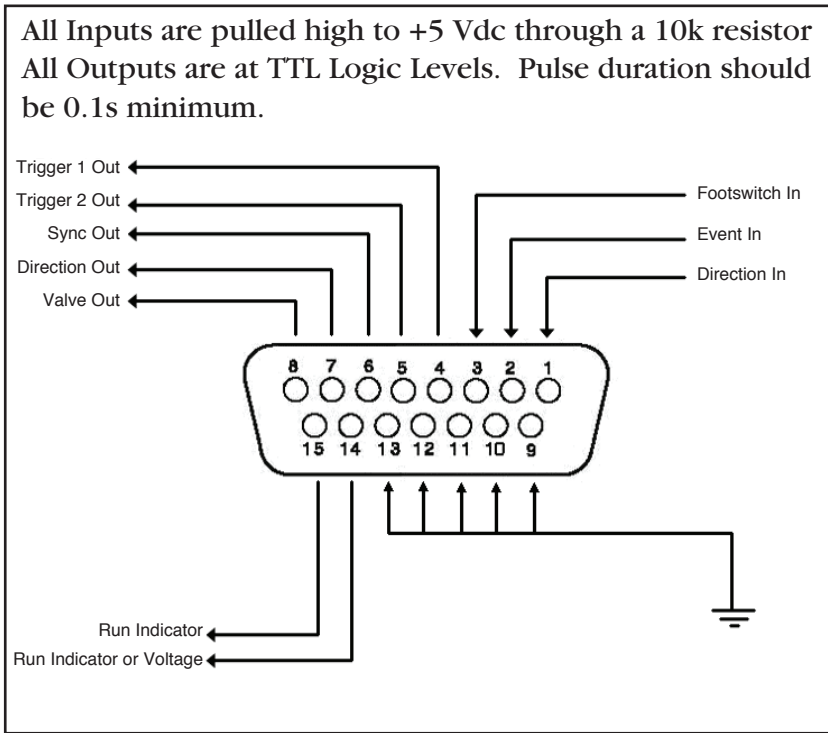 All Inputs are pulled high to +5 Vdc through a 10k resistor
All Outputs are at TTL Logic Levels.  Pulse duration should
be 0.1s minimum.
Trigger 1 Out
Trigger 2 Out
Sync Out
Direction Out
Valve Out
Footswitch In
Event In
Direction In
8 7 6 5 4 3 2 1
15 14 13 12 11 10 9
Run Indicator
Run Indicator or Voltage